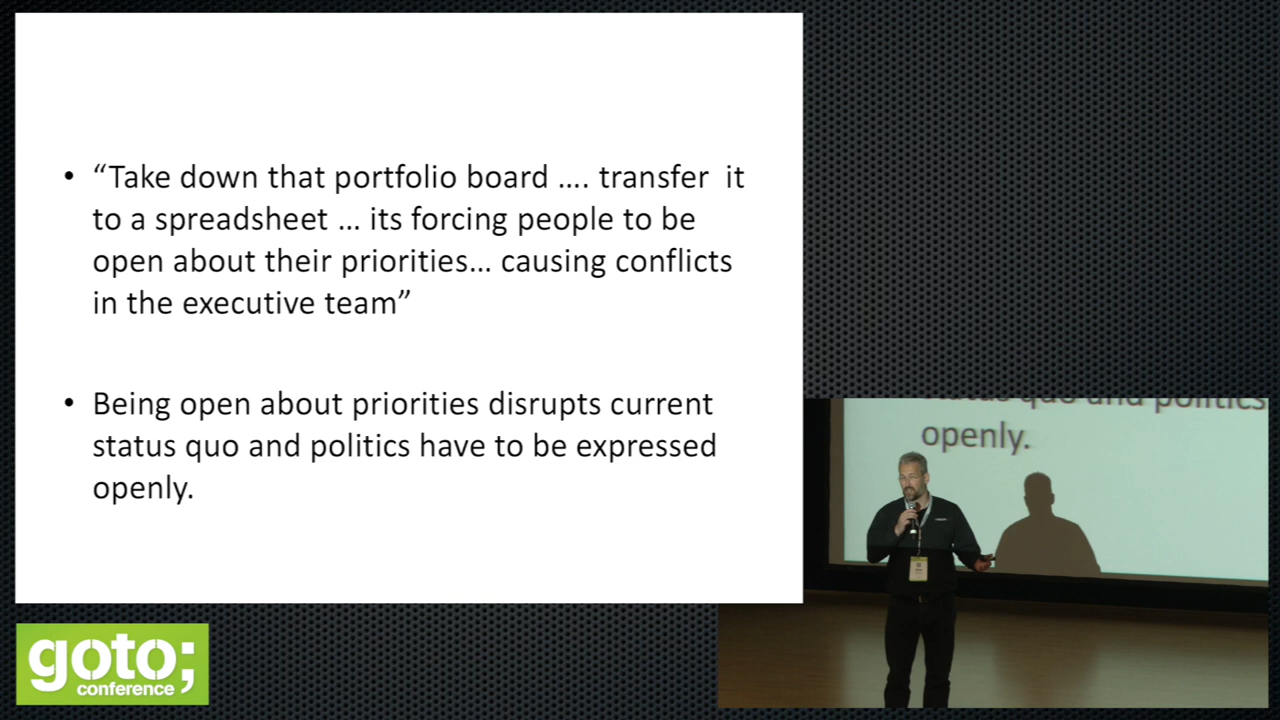 • “Take down that portfolio board .... transfer  it
to a spreadsheet ... its forcing people to be
open about their priorities... causing conflicts
in the executive team”
• Being open about priorities disrupts current
status quo and politics have to be expressed
openly.
status quo and politics
openly.
goto;
conference